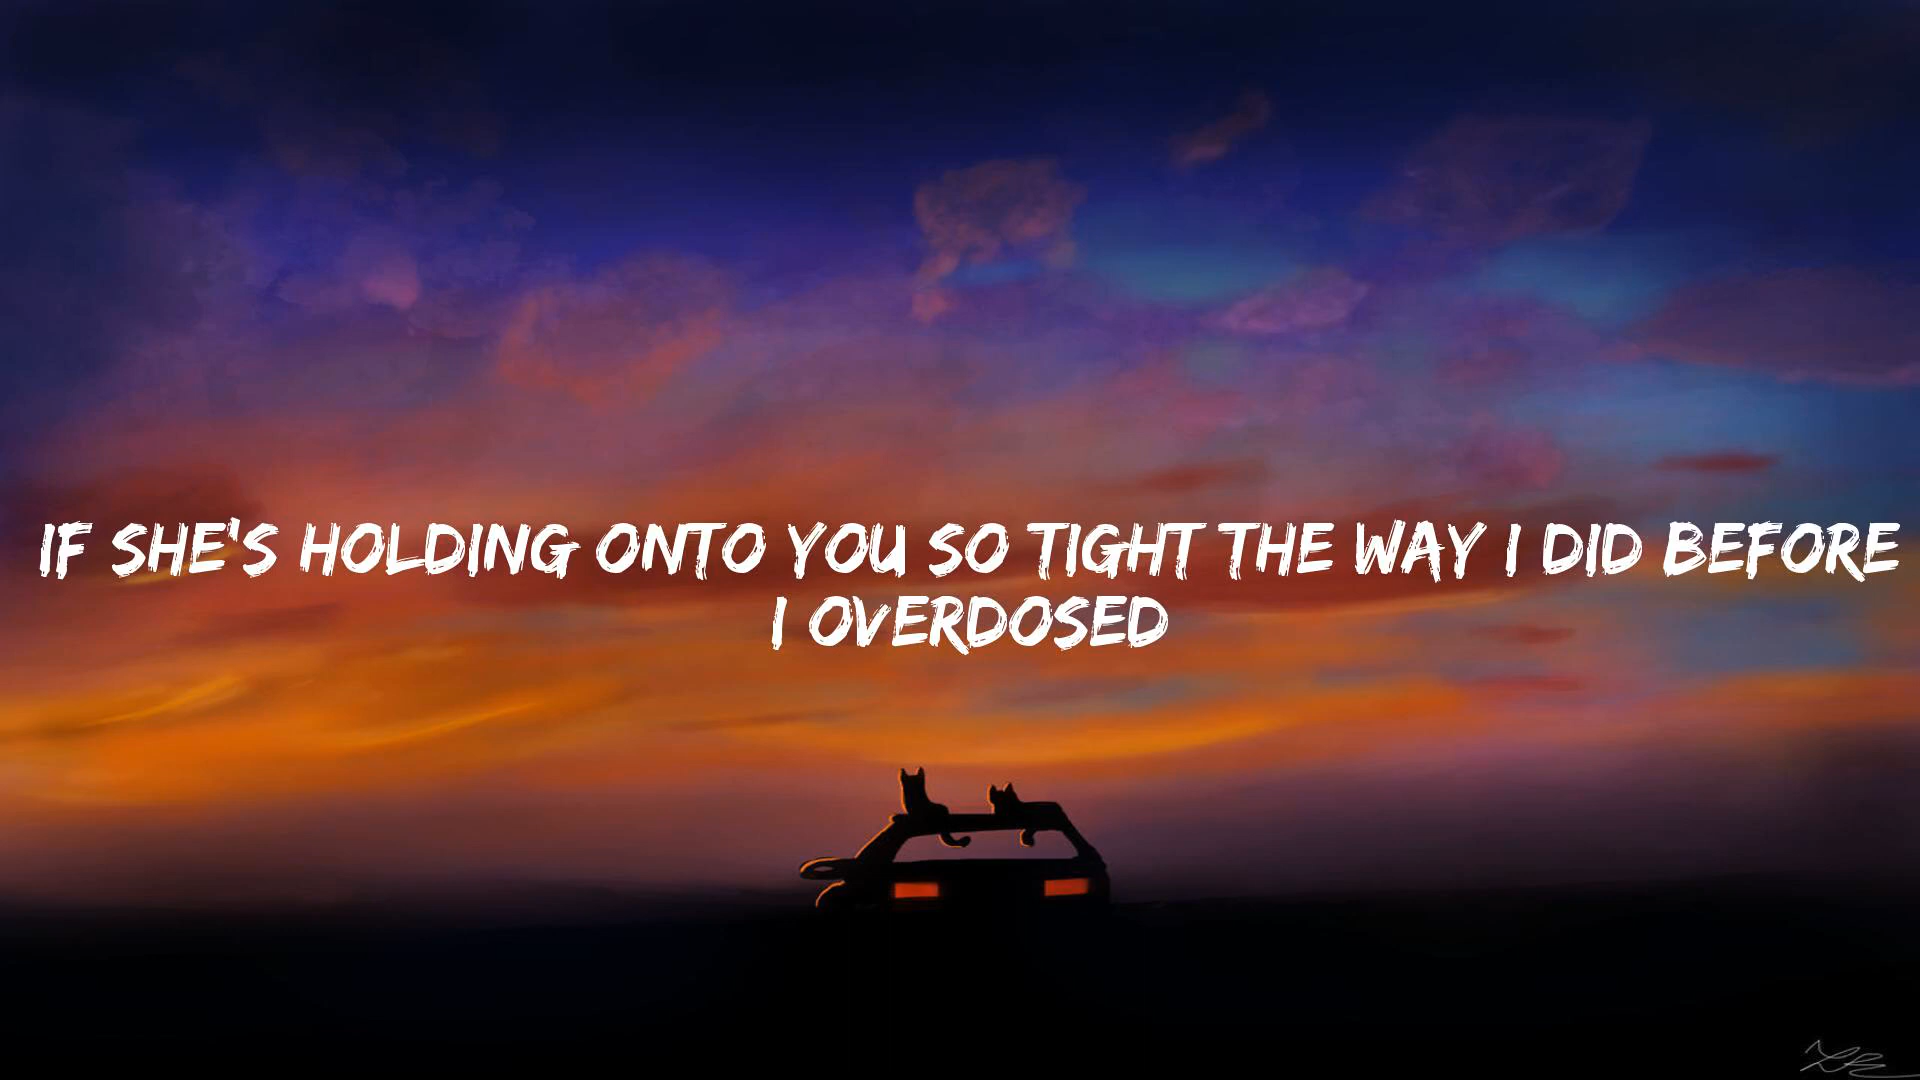 IF SHE'S HOLDING ONTO YOU SO TIGHT THE WAY I DID BEFORE
I OVERDOSED